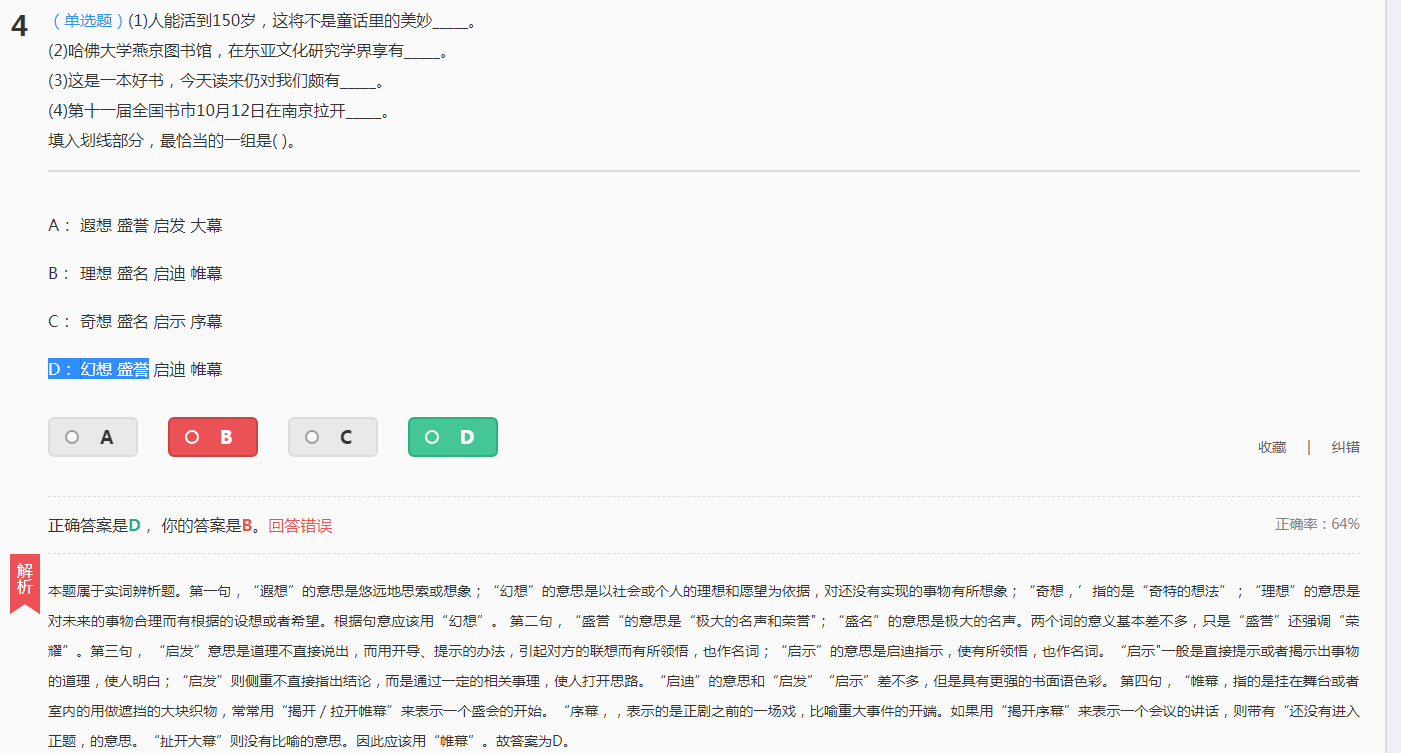 4
（单选题）(1)人能活到150岁，这将不是童话里的美妙_____。
(2)哈佛大学燕京图书馆，在东亚文化研究学界享有_____。
(3)这是一本好书，今天读来仍对我们颇有_____。
(4)第十一届全国书市10月12日在南京拉开_____。
填入划线部分，最恰当的一组是( )。
A： 遐想 盛誉 启发 大幕
B： 理想 盛名 启迪 帷幕
C： 奇想 盛名 启示 序幕
D： 幻想 盛誉 启迪 帷幕
A B C D
收藏 | 纠错
正确答案是D， 你的答案是B。回答错误
正确率：64%
解析
本题属于实词辨析题。第一句，“遐想”的意思是悠远地思索或想象；“幻想”的意思是以社会或个人的理想和愿望为依据，对还没有实现的事物有所想象；“奇想，’指的是“奇特的想法”；“理想”的意思是
对未来的事物合理而有根据的设想或者希望。根据句意应该用“幻想”。 第二句，“盛誉“的意思是“极大的名声和荣誉"；“盛名”的意思是极大的名声。两个词的意义基本差不多，只是“盛誉”还强调“荣
耀”。第三句， “启发”意思是道理不直接说出，而用开导、提示的办法，引起对方的联想而有所领悟，也作名词；“启示”的意思是启迪指示，使有所领悟，也作名词。“启示"一般是直接提示或者揭示出事物
的道理，使人明白；“启发”则侧重不直接指出结论，而是通过一定的相关事理，使人打开思路。“启迪”的意思和“启发”“启示”差不多，但是具有更强的书面语色彩。 第四句，“帷幕，指的是挂在舞台或者
室内的用做遮挡的大块织物，常常用“揭开／拉开帷幕”来表示一个盛会的开始。“序幕，，表示的是正剧之前的一场戏，比喻重大事件的开端。如果用“揭开序幕”来表示一个会议的讲话，则带有“还没有进入
正题，的意思。“扯开大幕”则没有比喻的意思。因此应该用“帷幕”。故答案为D。